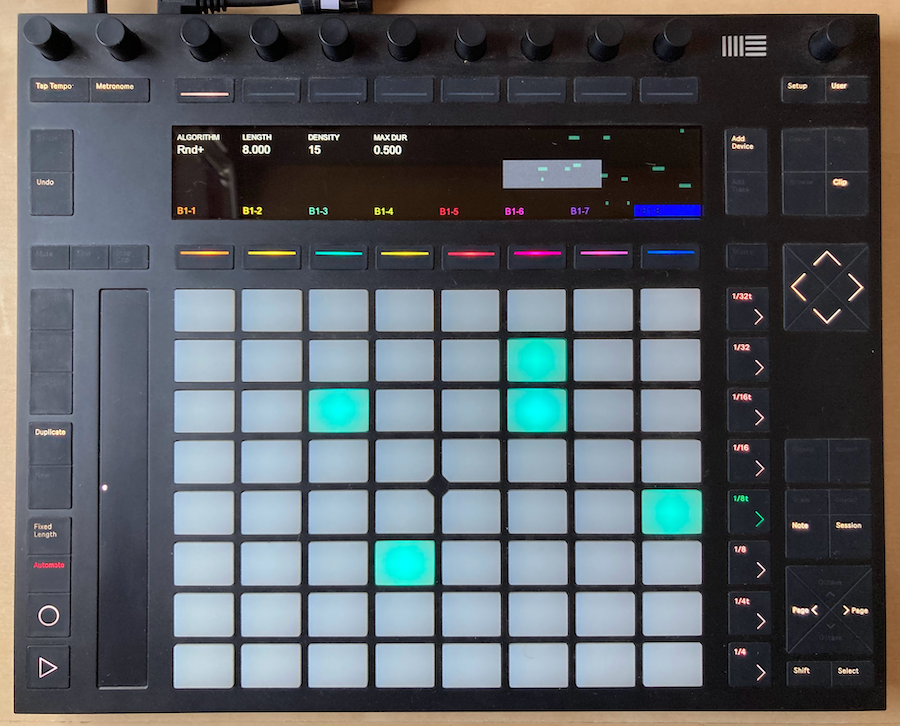 Tap Tempo
Metronome
Setup
User
ALGORITHM LENGTH DENSITY MAX DUR
Rnd+ 8.000 15 0.500
B1-1 B1-2 B1-3 B1-4 B1-5 B1-6 B1-7
Undo
Add
Device
Clip
1/32t
1/32
1/16t
1/16
1/8t
1/8
1/4t
1/4
Duplicate
Fixed
Length
Automate
Note
Session
Octave
Page
Page
Octave
Shift
Select